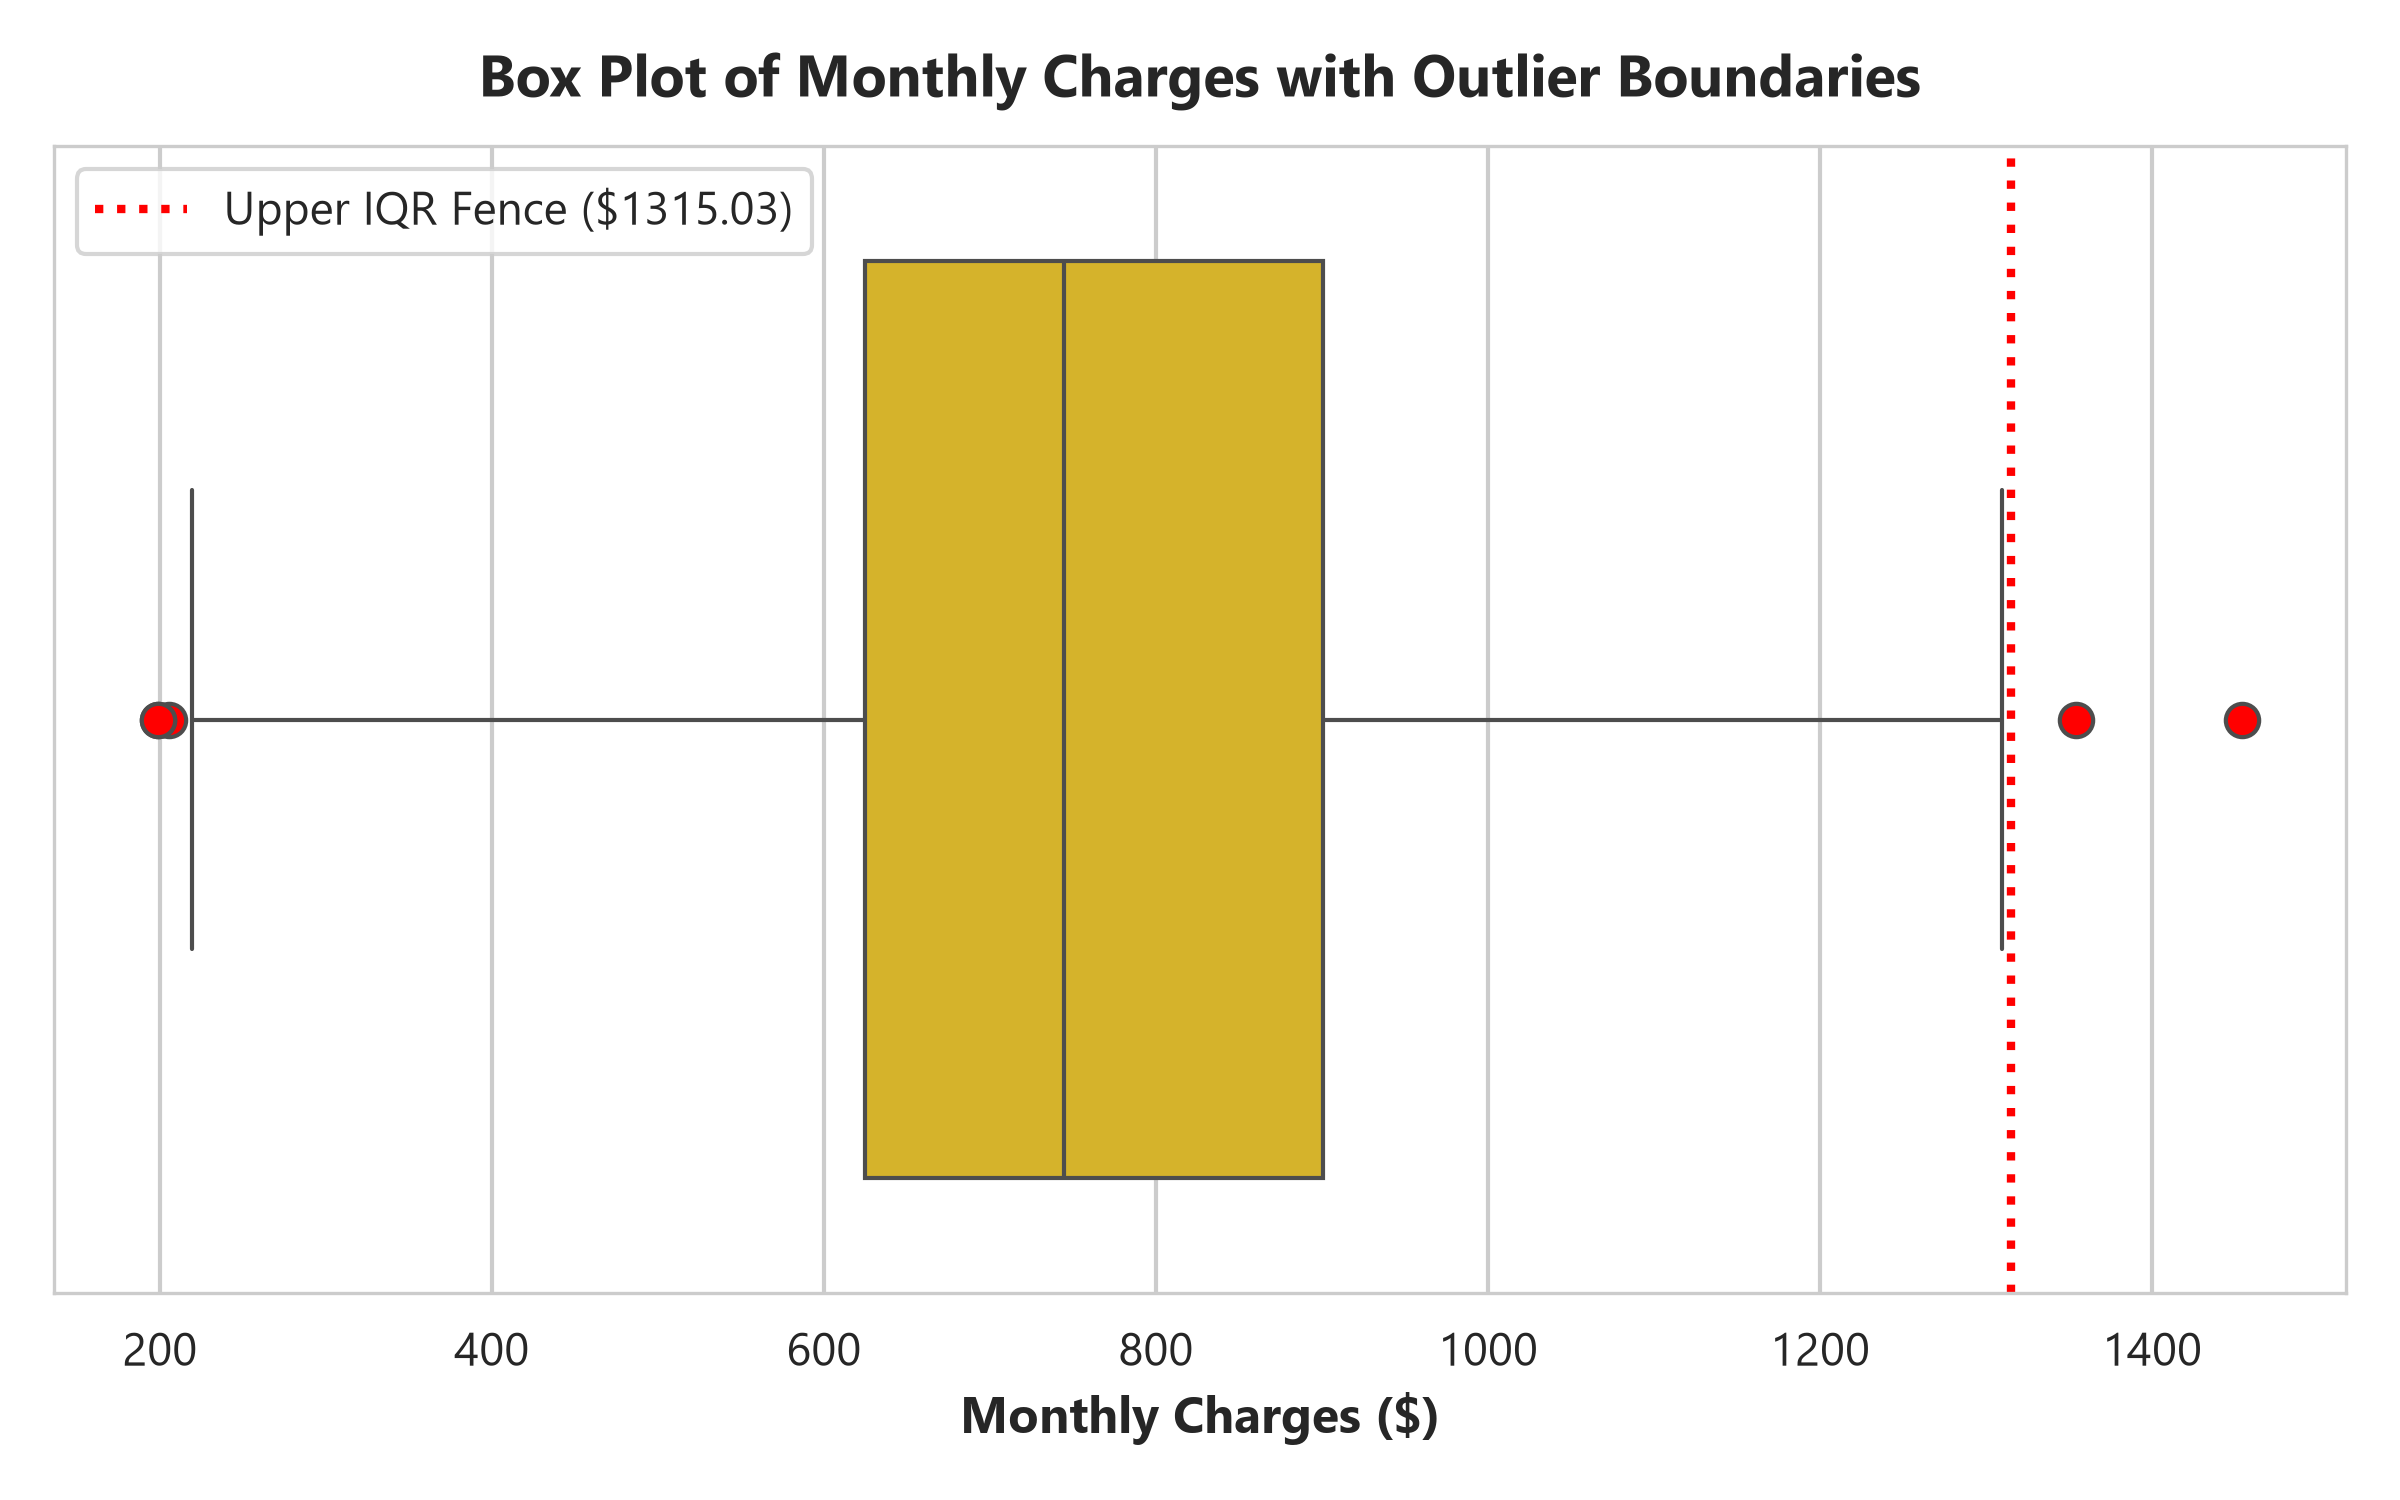 Box Plot of Monthly Charges with Outlier Boundaries
Upper IQR Fence ($1315.03)
200 400 600 800 1000 1200 1400
Monthly Charges ($)